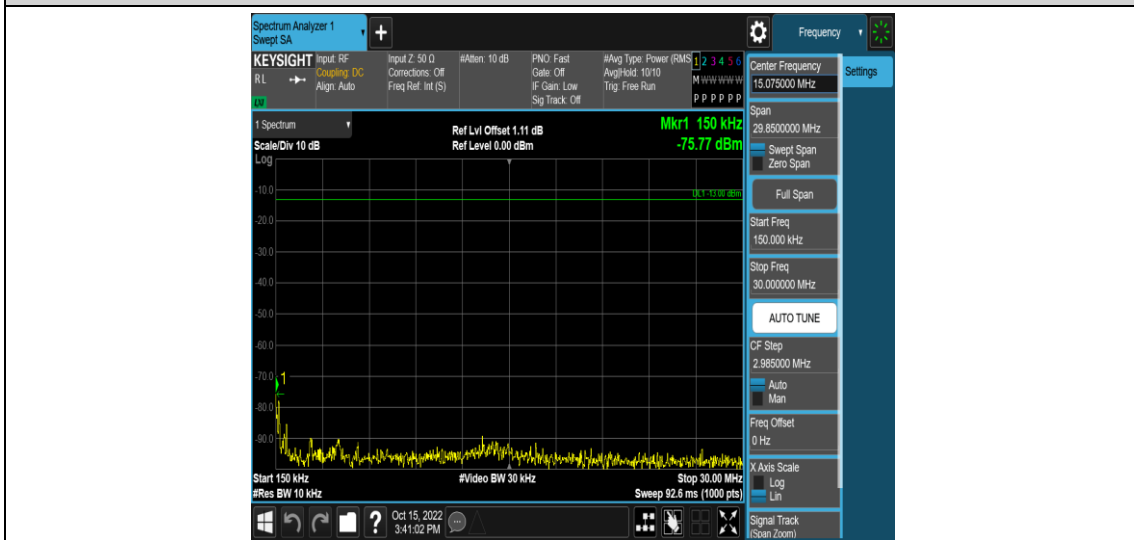 Spectrum Analyzer 1
Swept SA
+
Frequency
KEYSIGHT
RL
LXI
Input: RF
Coupling: DC
Align: Auto
Input Z: 50 Ω
Corrections: Off
Freq Ref: Int (S)
#Atten: 10 dB
PNO: Fast
Gate: Off
IF Gain: Low
Sig Track: Off
#Avg Type: Power (RMS
Avg|Hold: 10/10
Trig: Free Run
1 2 3 4 5 6
M W W W W W
P P P P P P
1 Spectrum
Scale/Div 10 dB
Ref Lvl Offset 1.11 dB
Ref Level 0.00 dBm
Mkr1 150 kHz
-75.77 dBm
Log
-10.0
DL1 -13.00 dBm
-20.0
-30.0
-40.0
-50.0
-60.0
-70.0
1
-80.0
-90.0
Start 150 kHz
#Video BW 30 kHz
Stop 30.00 MHz
#Res BW 10 kHz
Sweep 92.6 ms (1000 pts)
?
Oct 15, 2022
3:41:02 PM
Center Frequency
15.075000 MHz
Settings
Span
29.8500000 MHz
Swept Span
Zero Span
Full Span
Start Freq
150.000 kHz
Stop Freq
30.000000 MHz
AUTO TUNE
CF Step
2.985000 MHz
Auto
Man
Freq Offset
0 Hz
X Axis Scale
Log
Lin
Signal Track
(Span Zoom)